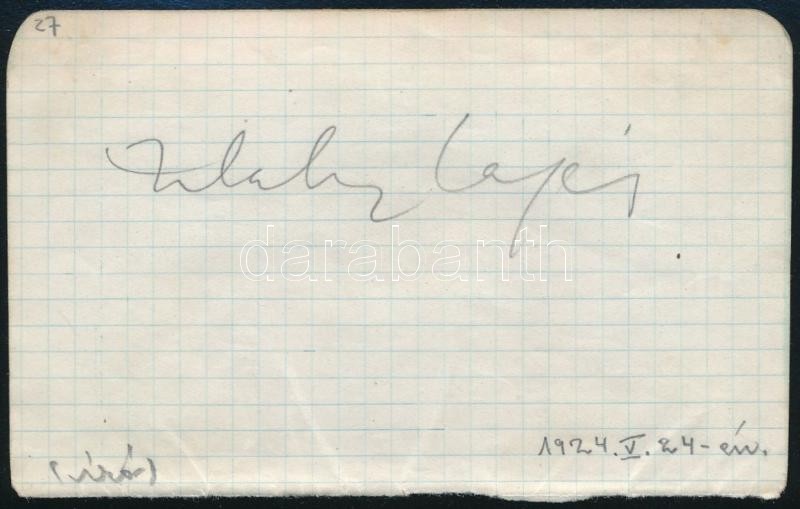 27
Zilahy Lajos
darabanth
1924. V. 24-én.
(író)